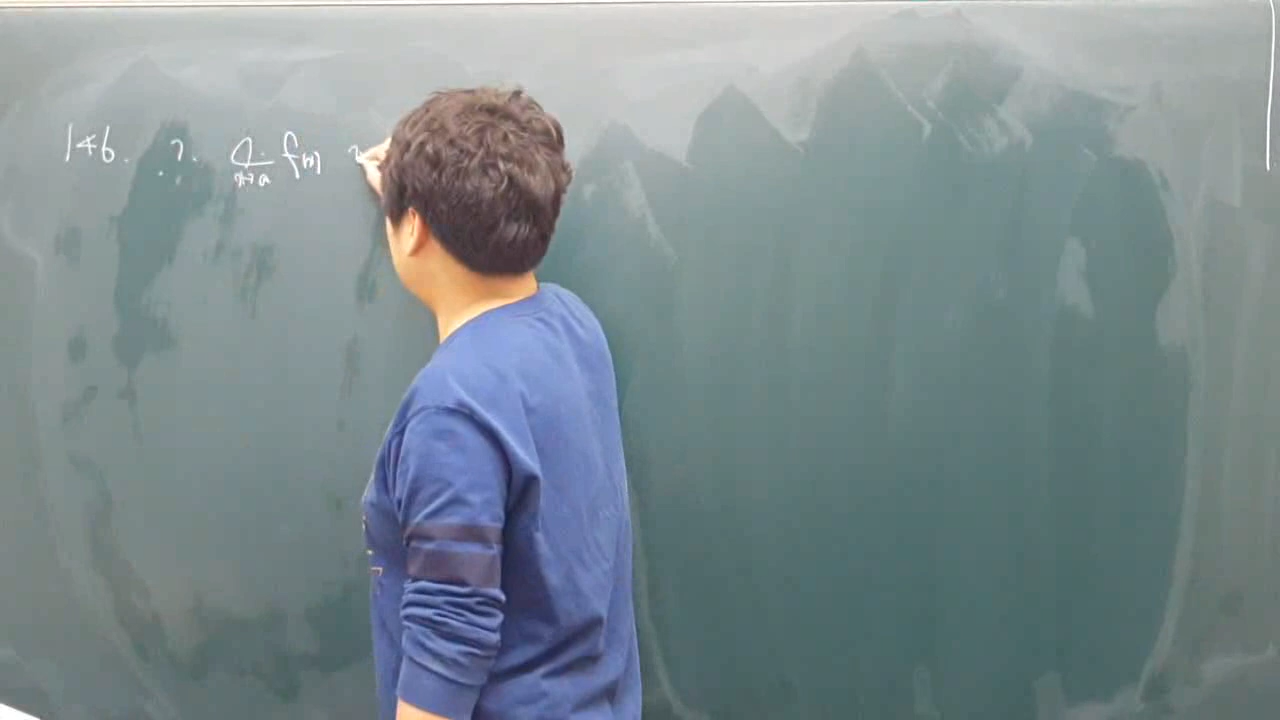 146. ?. lim x→a f(x)